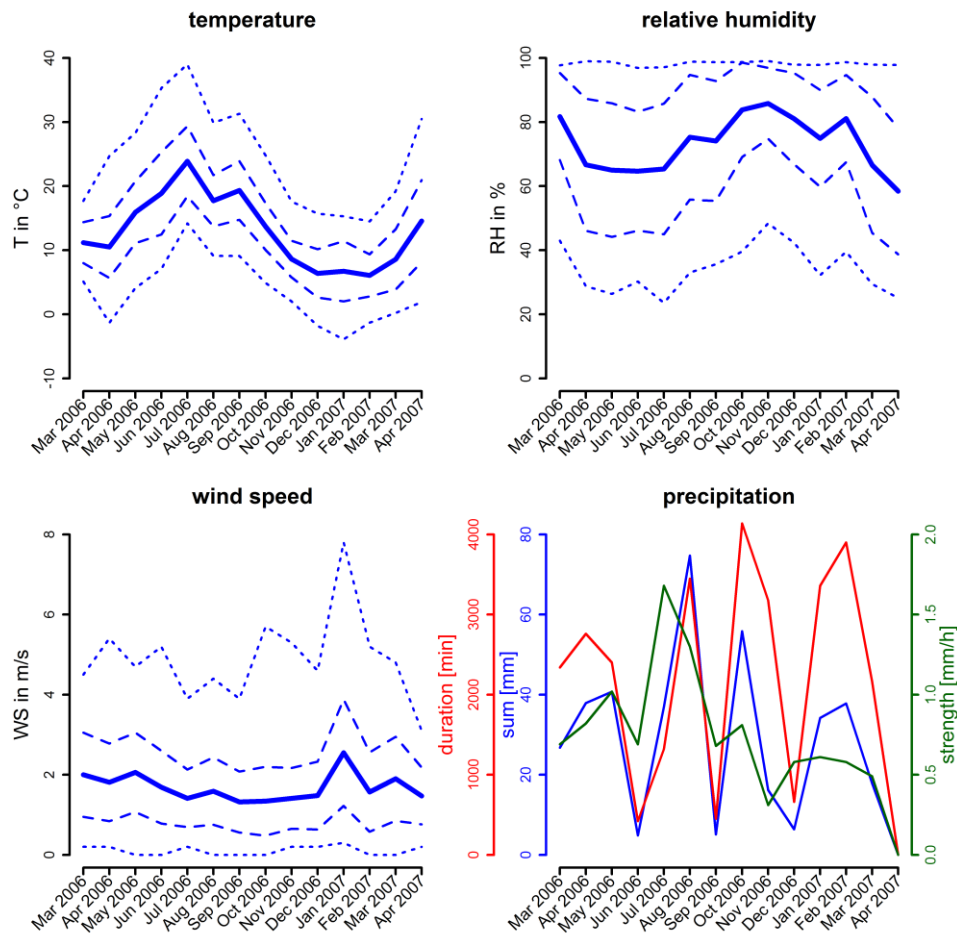 temperature
T in °C
40
30
20
10
0
-10
Mar 2006
Apr 2006
May 2006
Jun 2006
Jul 2006
Aug 2006
Sep 2006
Oct 2006
Nov 2006
Dec 2006
Jan 2007
Feb 2007
Mar 2007
Apr 2007
relative humidity
RH in %
100
80
60
40
20
0
Mar 2006
Apr 2006
May 2006
Jun 2006
Jul 2006
Aug 2006
Sep 2006
Oct 2006
Nov 2006
Dec 2006
Jan 2007
Feb 2007
Mar 2007
Apr 2007
wind speed
WS in m/s
8
6
4
2
0
Mar 2006
Apr 2006
May 2006
Jun 2006
Jul 2006
Aug 2006
Sep 2006
Oct 2006
Nov 2006
Dec 2006
Jan 2007
Feb 2007
Mar 2007
Apr 2007
precipitation
duration [min]
4000
3000
2000
1000
0
sum [mm]
80
60
40
20
0
strength [mm/h]
2.0
1.5
1.0
0.5
0.0
Mar 2006
Apr 2006
May 2006
Jun 2006
Jul 2006
Aug 2006
Sep 2006
Oct 2006
Nov 2006
Dec 2006
Jan 2007
Feb 2007
Mar 2007
Apr 2007